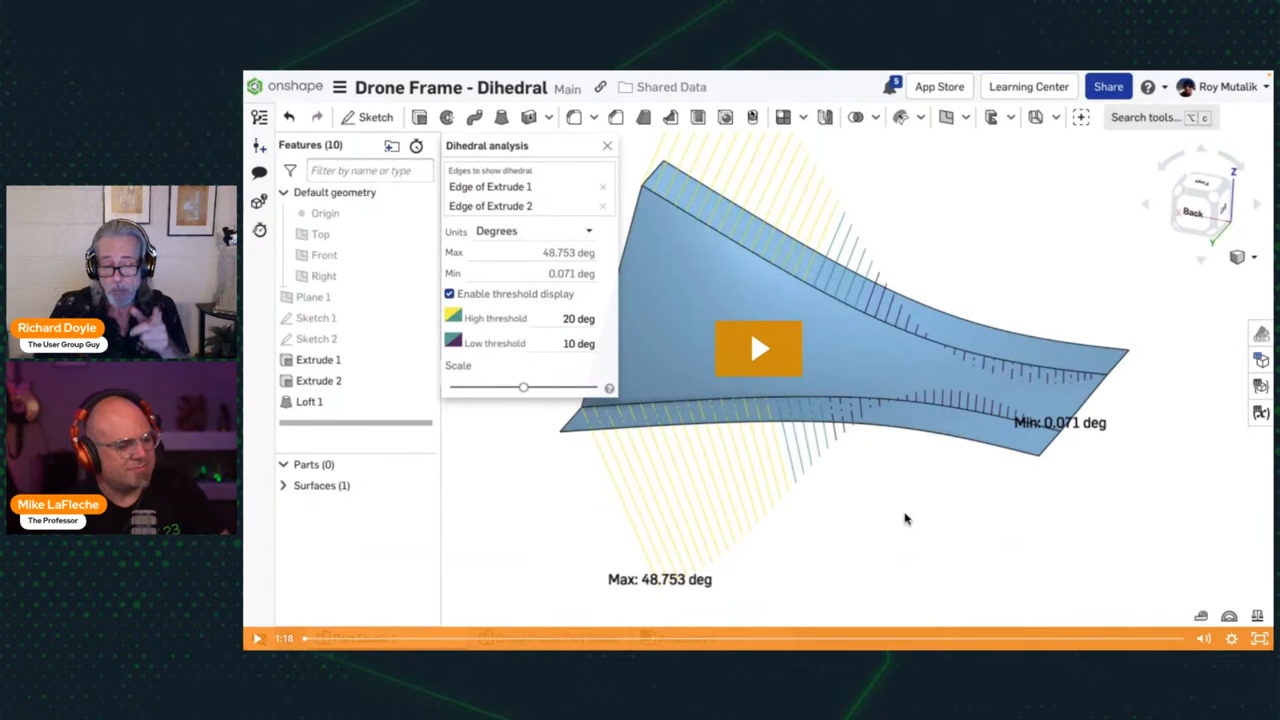 onshape
Drone Frame - Dihedral Main
Shared Data
5
App Store
Learning Center
Share
Roy Mutalik
Sketch
Search tools...
c
Features (10)
Filter by name or type
Default geometry
Origin
Top
Front
Right
Plane 1
Sketch 1
Sketch 2
Extrude 1
Extrude 2
Loft 1
Parts (0)
Surfaces (1)
Dihedral analysis
Edges to show dihedral
Edge of Extrude 1
Edge of Extrude 2
Units Degrees
Max 48.753 deg
Min 0.071 deg
Enable threshold display
High threshold 20 deg
Low threshold 10 deg
Scale
Z
Back
X
Y
Min: 0.071 deg
Max: 48.753 deg
Richard Doyle
The User Group Guy
Mike LaFleche
The Professor
23
1:18